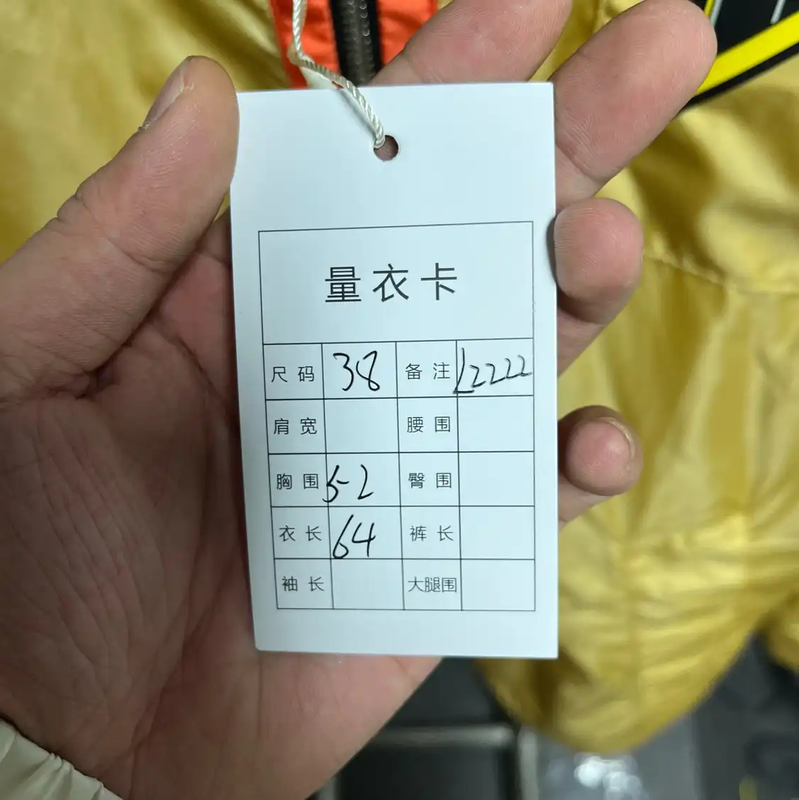 量衣卡
尺码 38 备注 L2222
肩宽 腰围
胸围 52 臀围
衣长 64 裤长
袖长 大腿围